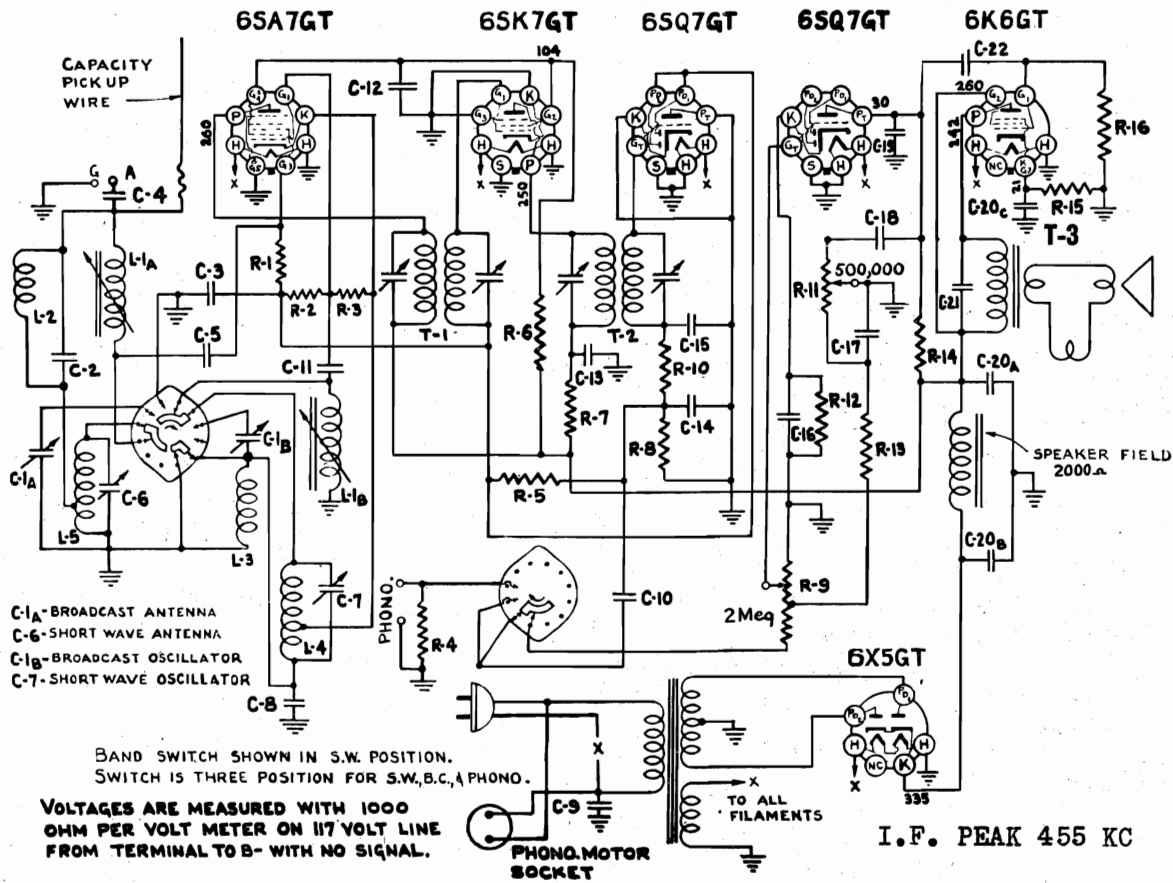 6SA7GT
6SK7GT
6SQ7GT
6SQ7GT
6K6GT
CAPACITY
PICKUP
WIRE
C-12
104
C-22
260
30
C-19
242
R-16
21
C-20C
R-15
T-3
260
250
G
A
C-4
L-1A
L-2
C-2
C-3
C-5
R-1
R-2
R-3
T-1
R-6
T-2
C-13
R-7
C-15
R-10
C-14
R-8
C-18
R-11
500,000
C-17
R-14
C-21
C-20A
R-12
C-16
R-13
SPEAKER FIELD
2000Ω
C-11
C-1B
L-1B
C-1A
C-6
L-5
L-3
R-5
C-20B
C-7
L-4
C-8
PHONO.
R-4
C-10
R-9
2 Meg
C-1A-BROADCAST ANTENNA
C-6-SHORT WAVE ANTENNA
C-1B-BROADCAST OSCILLATOR
C-7-SHORT WAVE OSCILLATOR
6X5GT
335
BAND SWITCH SHOWN IN S.W. POSITION.
SWITCH IS THREE POSITION FOR S.W., B.C., & PHONO.
VOLTAGES ARE MEASURED WITH 1000
OHM PER VOLT METER ON 117 VOLT LINE
FROM TERMINAL TO B- WITH NO SIGNAL.
X
C-9
PHONO. MOTOR
SOCKET
X
TO ALL
FILAMENTS
I.F. PEAK 455 KC